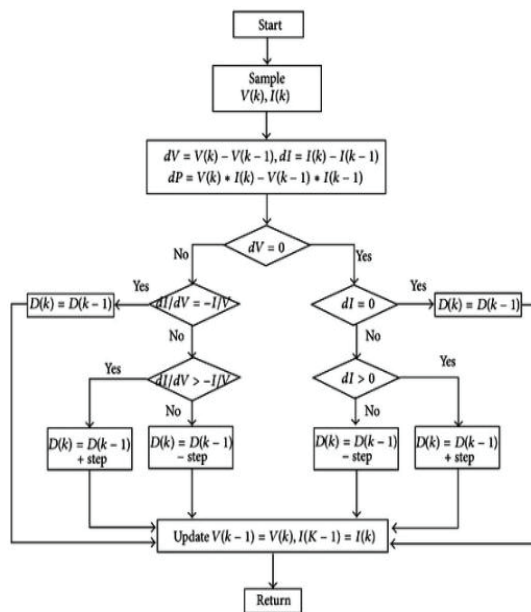 Start
Sample
V(k), I(k)
dV = V(k) − V(k − 1), dI = I(k) − I(k − 1)
dP = V(k) ∗ I(k) − V(k − 1) ∗ I(k − 1)
No
dV = 0
Yes
D(k) = D(k − 1)
Yes
dI/dV = −I/V
dI = 0
Yes
D(k) = D(k − 1)
No
No
Yes
dI/dV > −I/V
dI > 0
Yes
No
No
D(k) = D(k − 1)
+ step
D(k) = D(k − 1)
− step
D(k) = D(k − 1)
− step
D(k) = D(k − 1)
+ step
Update V(k − 1) = V(k), I(K − 1) = I(k)
Return